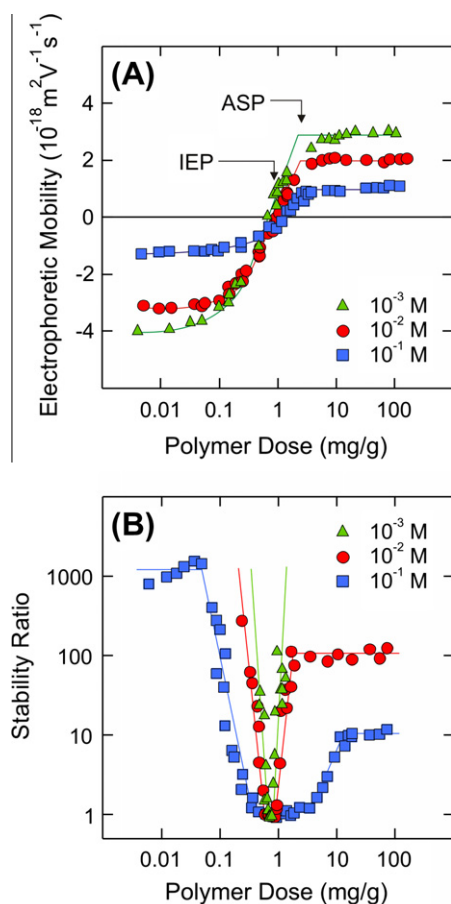 (A)
ASP
IEP
Electrophoretic Mobility (10⁻¹⁸ m² V⁻¹ s⁻¹)
4
2
0
-2
-4
10⁻³ M
10⁻² M
10⁻¹ M
0.01 0.1 1 10 100
Polymer Dose (mg/g)
(B)
10⁻³ M
10⁻² M
10⁻¹ M
Stability Ratio
1000
100
10
1
0.01 0.1 1 10 100
Polymer Dose (mg/g)